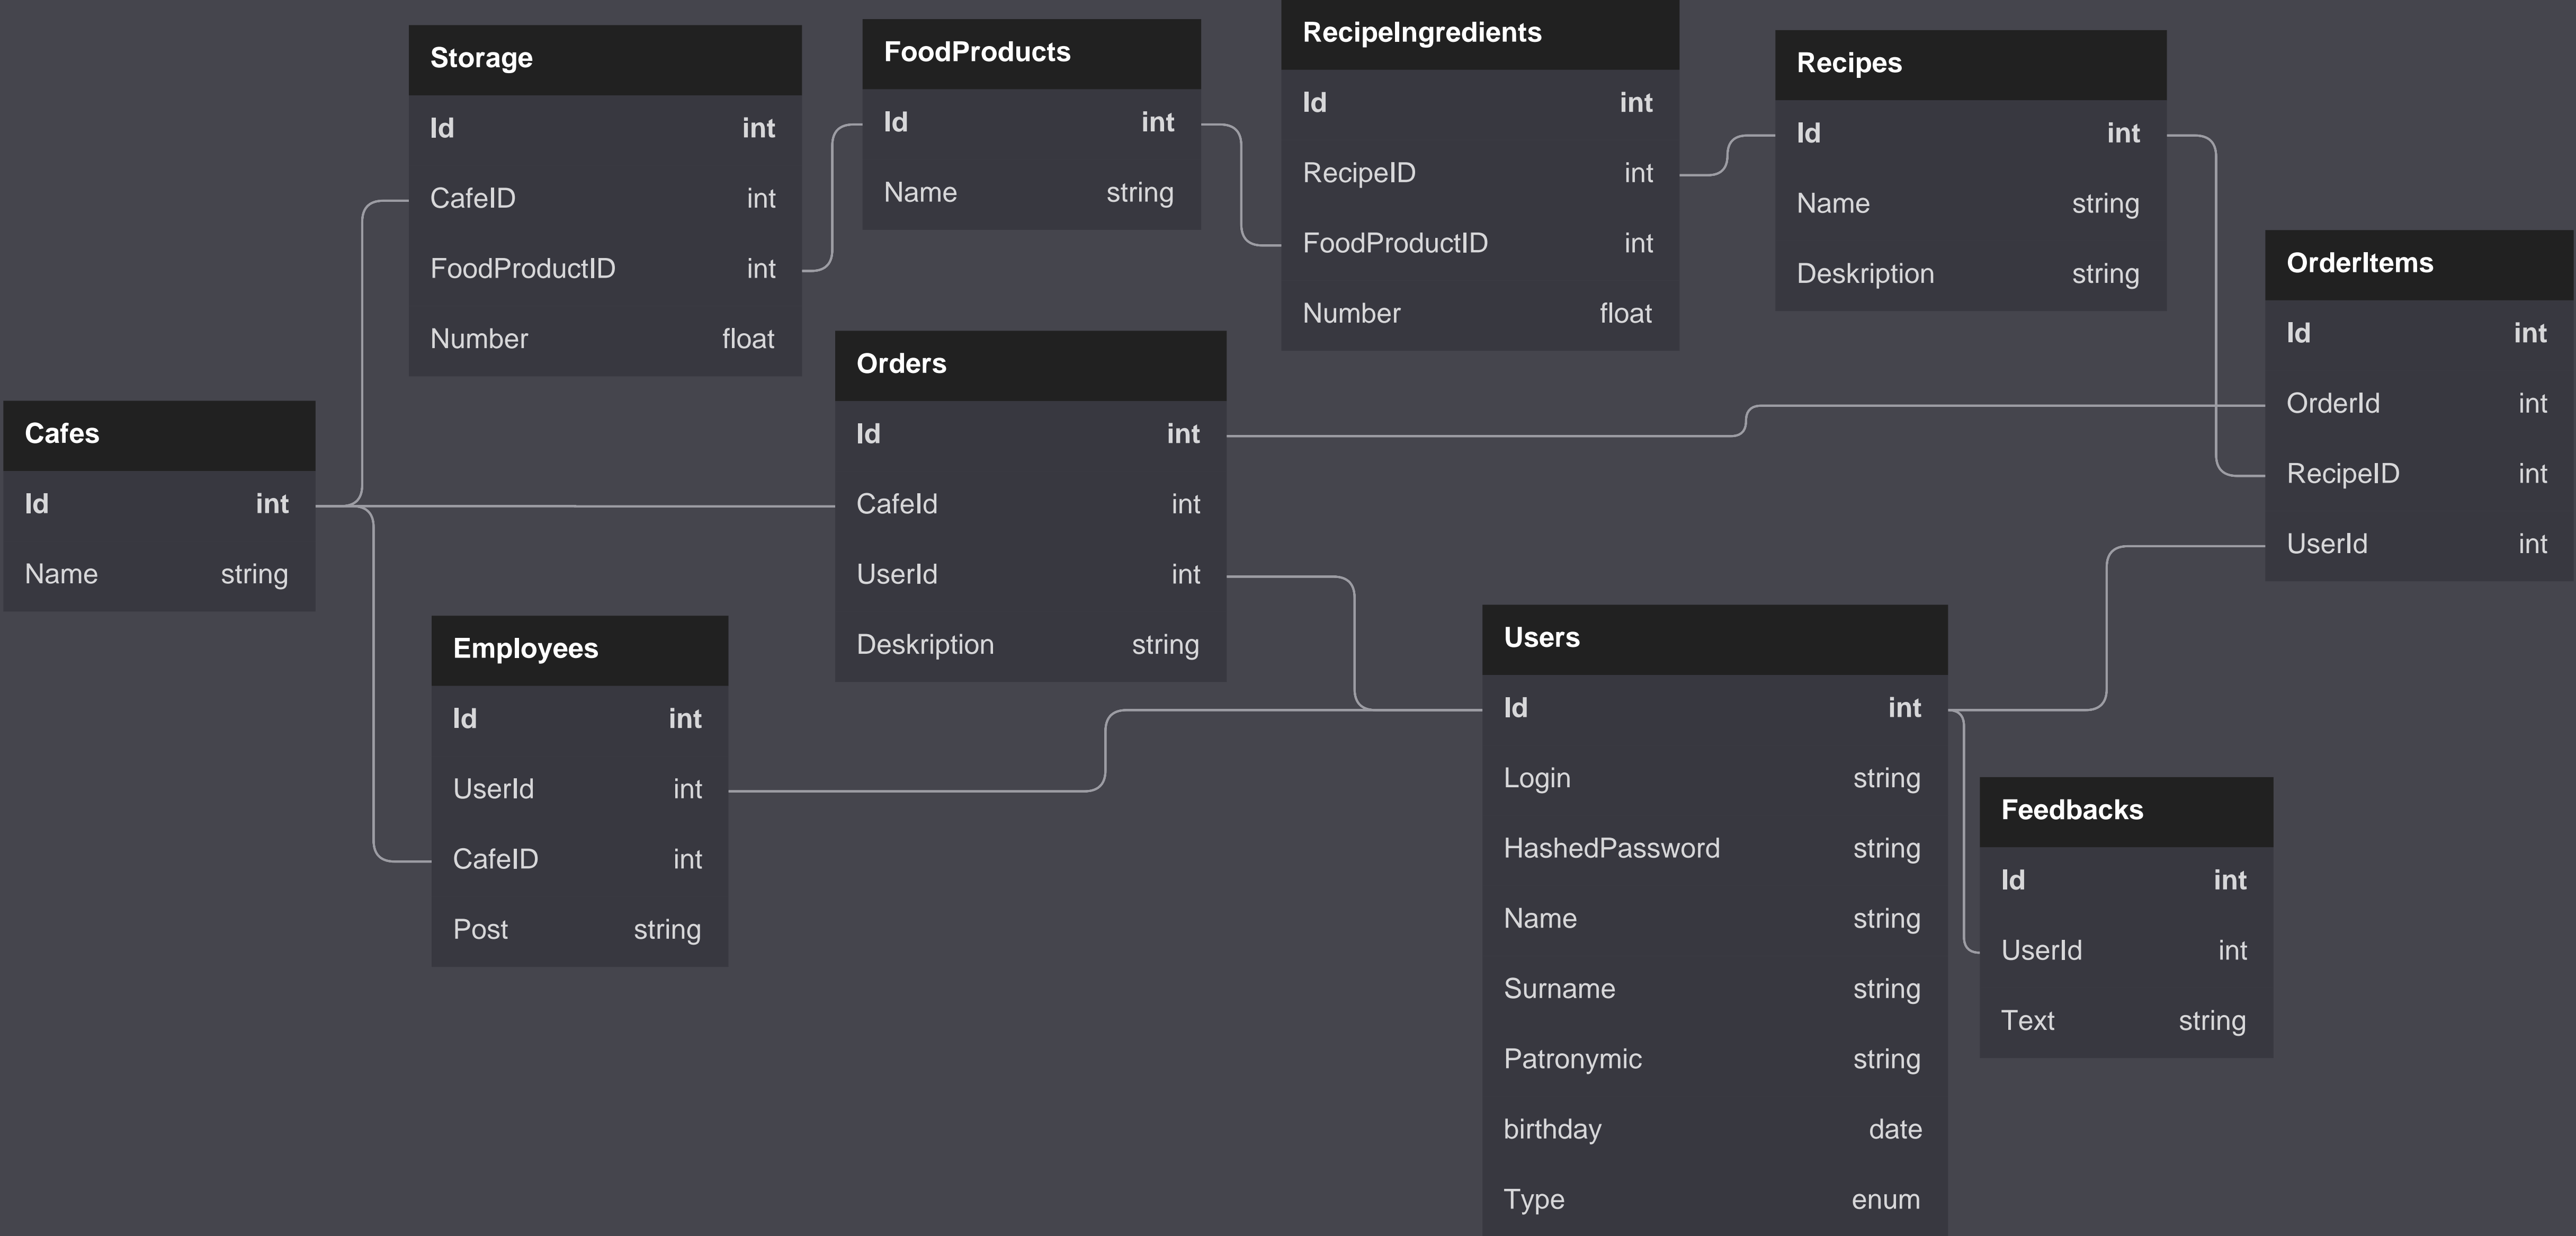 Storage
Id int
CafeID int
FoodProductID int
Number float
FoodProducts
Id int
Name string
RecipeIngredients
Id int
RecipeID int
FoodProductID int
Number float
Recipes
Id int
Name string
Deskription string
OrderItems
Id int
OrderId int
RecipeID int
UserId int
Cafes
Id int
Name string
Orders
Id int
CafeId int
UserId int
Deskription string
Employees
Id int
UserId int
CafeID int
Post string
Users
Id int
Login string
HashedPassword string
Name string
Surname string
Patronymic string
birthday date
Type enum
Feedbacks
Id int
UserId int
Text string